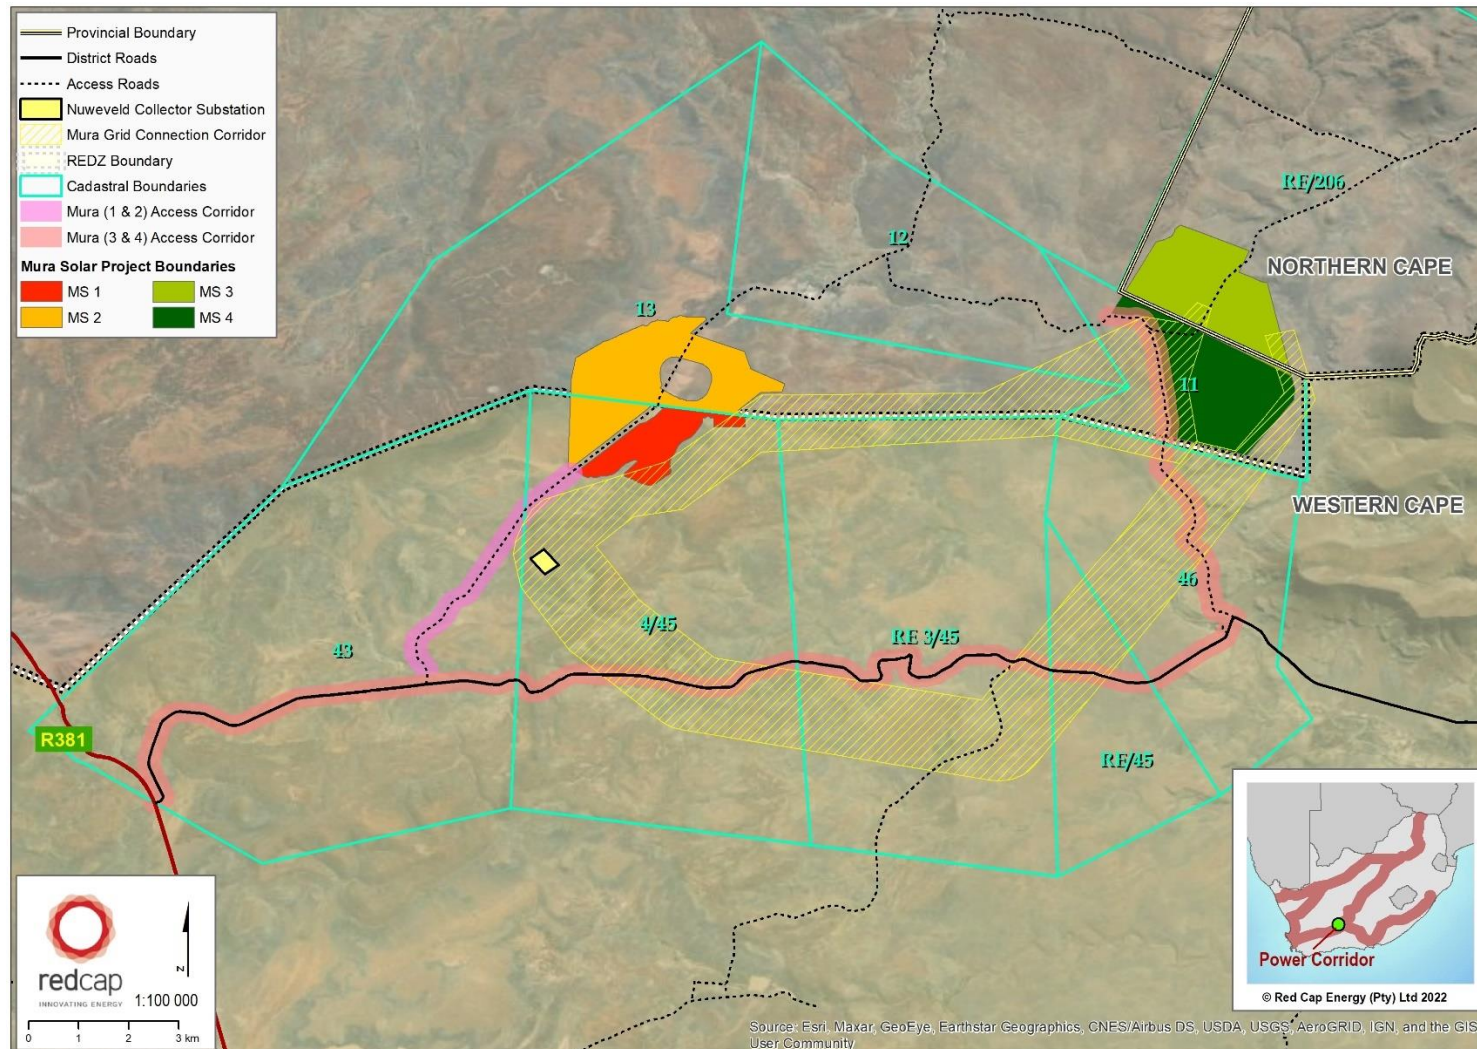 Provincial Boundary
District Roads
Access Roads
Nuweveld Collector Substation
Mura Grid Connection Corridor
REDZ Boundary
Cadastral Boundaries
Mura (1 & 2) Access Corridor
Mura (3 & 4) Access Corridor
Mura Solar Project Boundaries
MS 1
MS 3
MS 2
MS 4
RE/206
12
NORTHERN CAPE
13
11
WESTERN CAPE
46
4/45
RE 3/45
43
R381
RE/45
redcap
INNOVATING ENERGY
N
1:100 000
0 1 2 3 km
Power Corridor
© Red Cap Energy (Pty) Ltd 2022
Source: Esri, Maxar, GeoEye, Earthstar Geographics, CNES/Airbus DS, USDA, USGS, AeroGRID, IGN, and the GIS
User Community